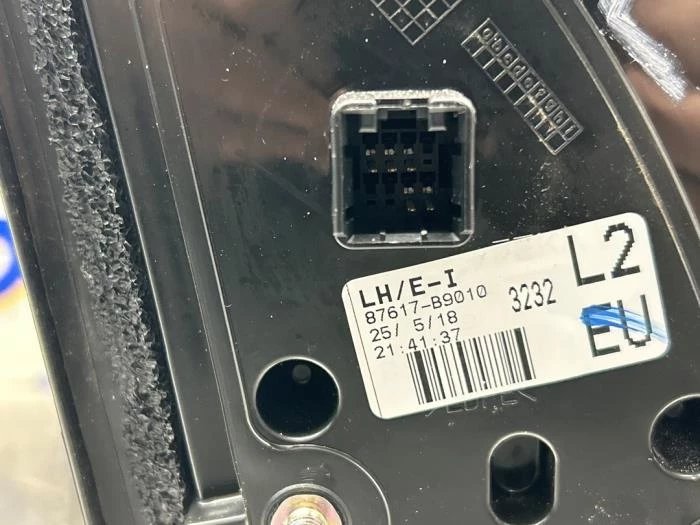 LH/E-I
87617-B9010
25/ 5/18
21:41:37
3232
L2
EU